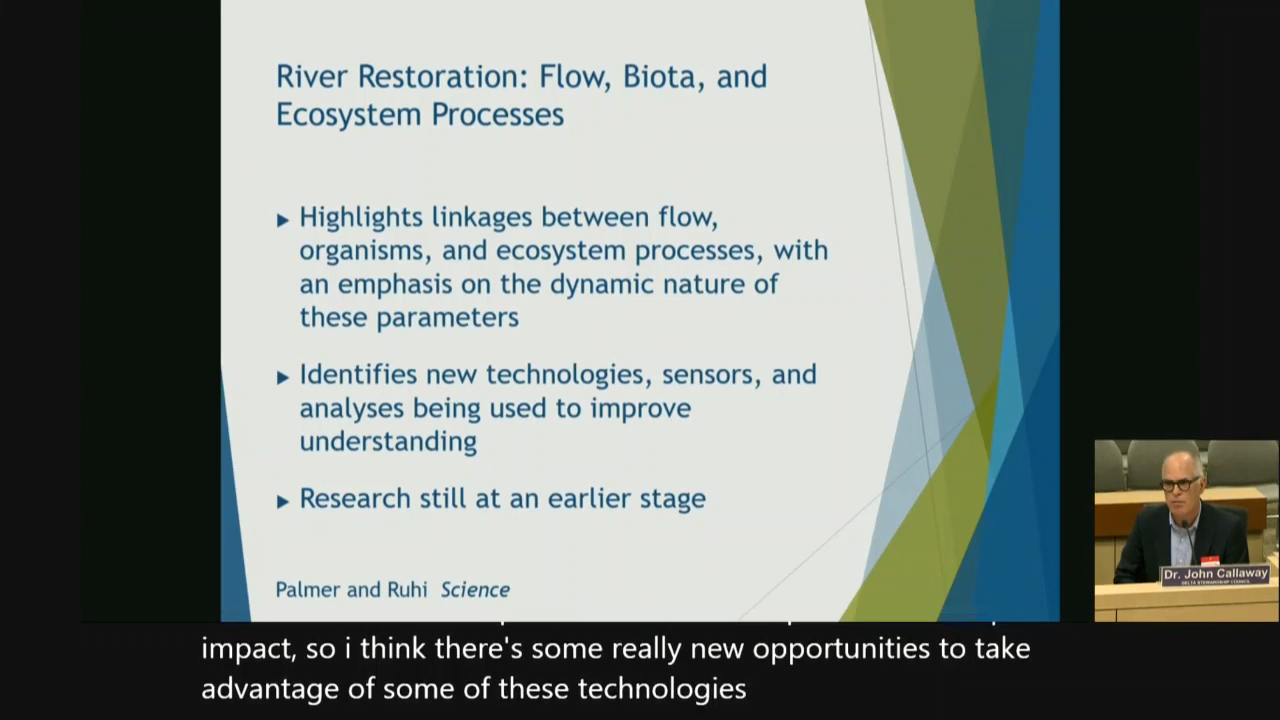 River Restoration: Flow, Biota, and
Ecosystem Processes
Highlights linkages between flow,
organisms, and ecosystem processes, with
an emphasis on the dynamic nature of
these parameters
Identifies new technologies, sensors, and
analyses being used to improve
understanding
Research still at an earlier stage
Palmer and Ruhi Science
Dr. John Callaway
DELTA STEWARDSHIP COUNCIL
impact, so i think there's some really new opportunities to take
advantage of some of these technologies